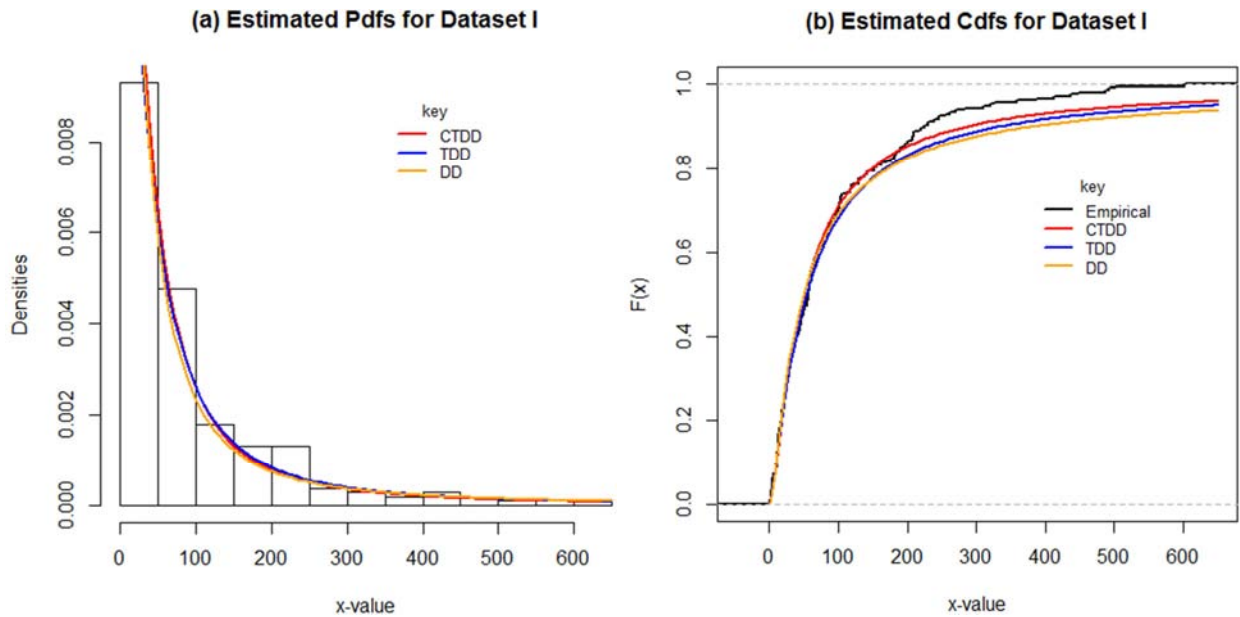 (a) Estimated Pdfs for Dataset I
Densities
0.008
0.006
0.004
0.002
0.000
key
CTDD
TDD
DD
0 100 200 300 400 500 600
x-value
(b) Estimated Cdfs for Dataset I
F(x)
1.0
0.8
0.6
0.4
0.2
0.0
key
Empirical
CTDD
TDD
DD
0 100 200 300 400 500 600
x-value